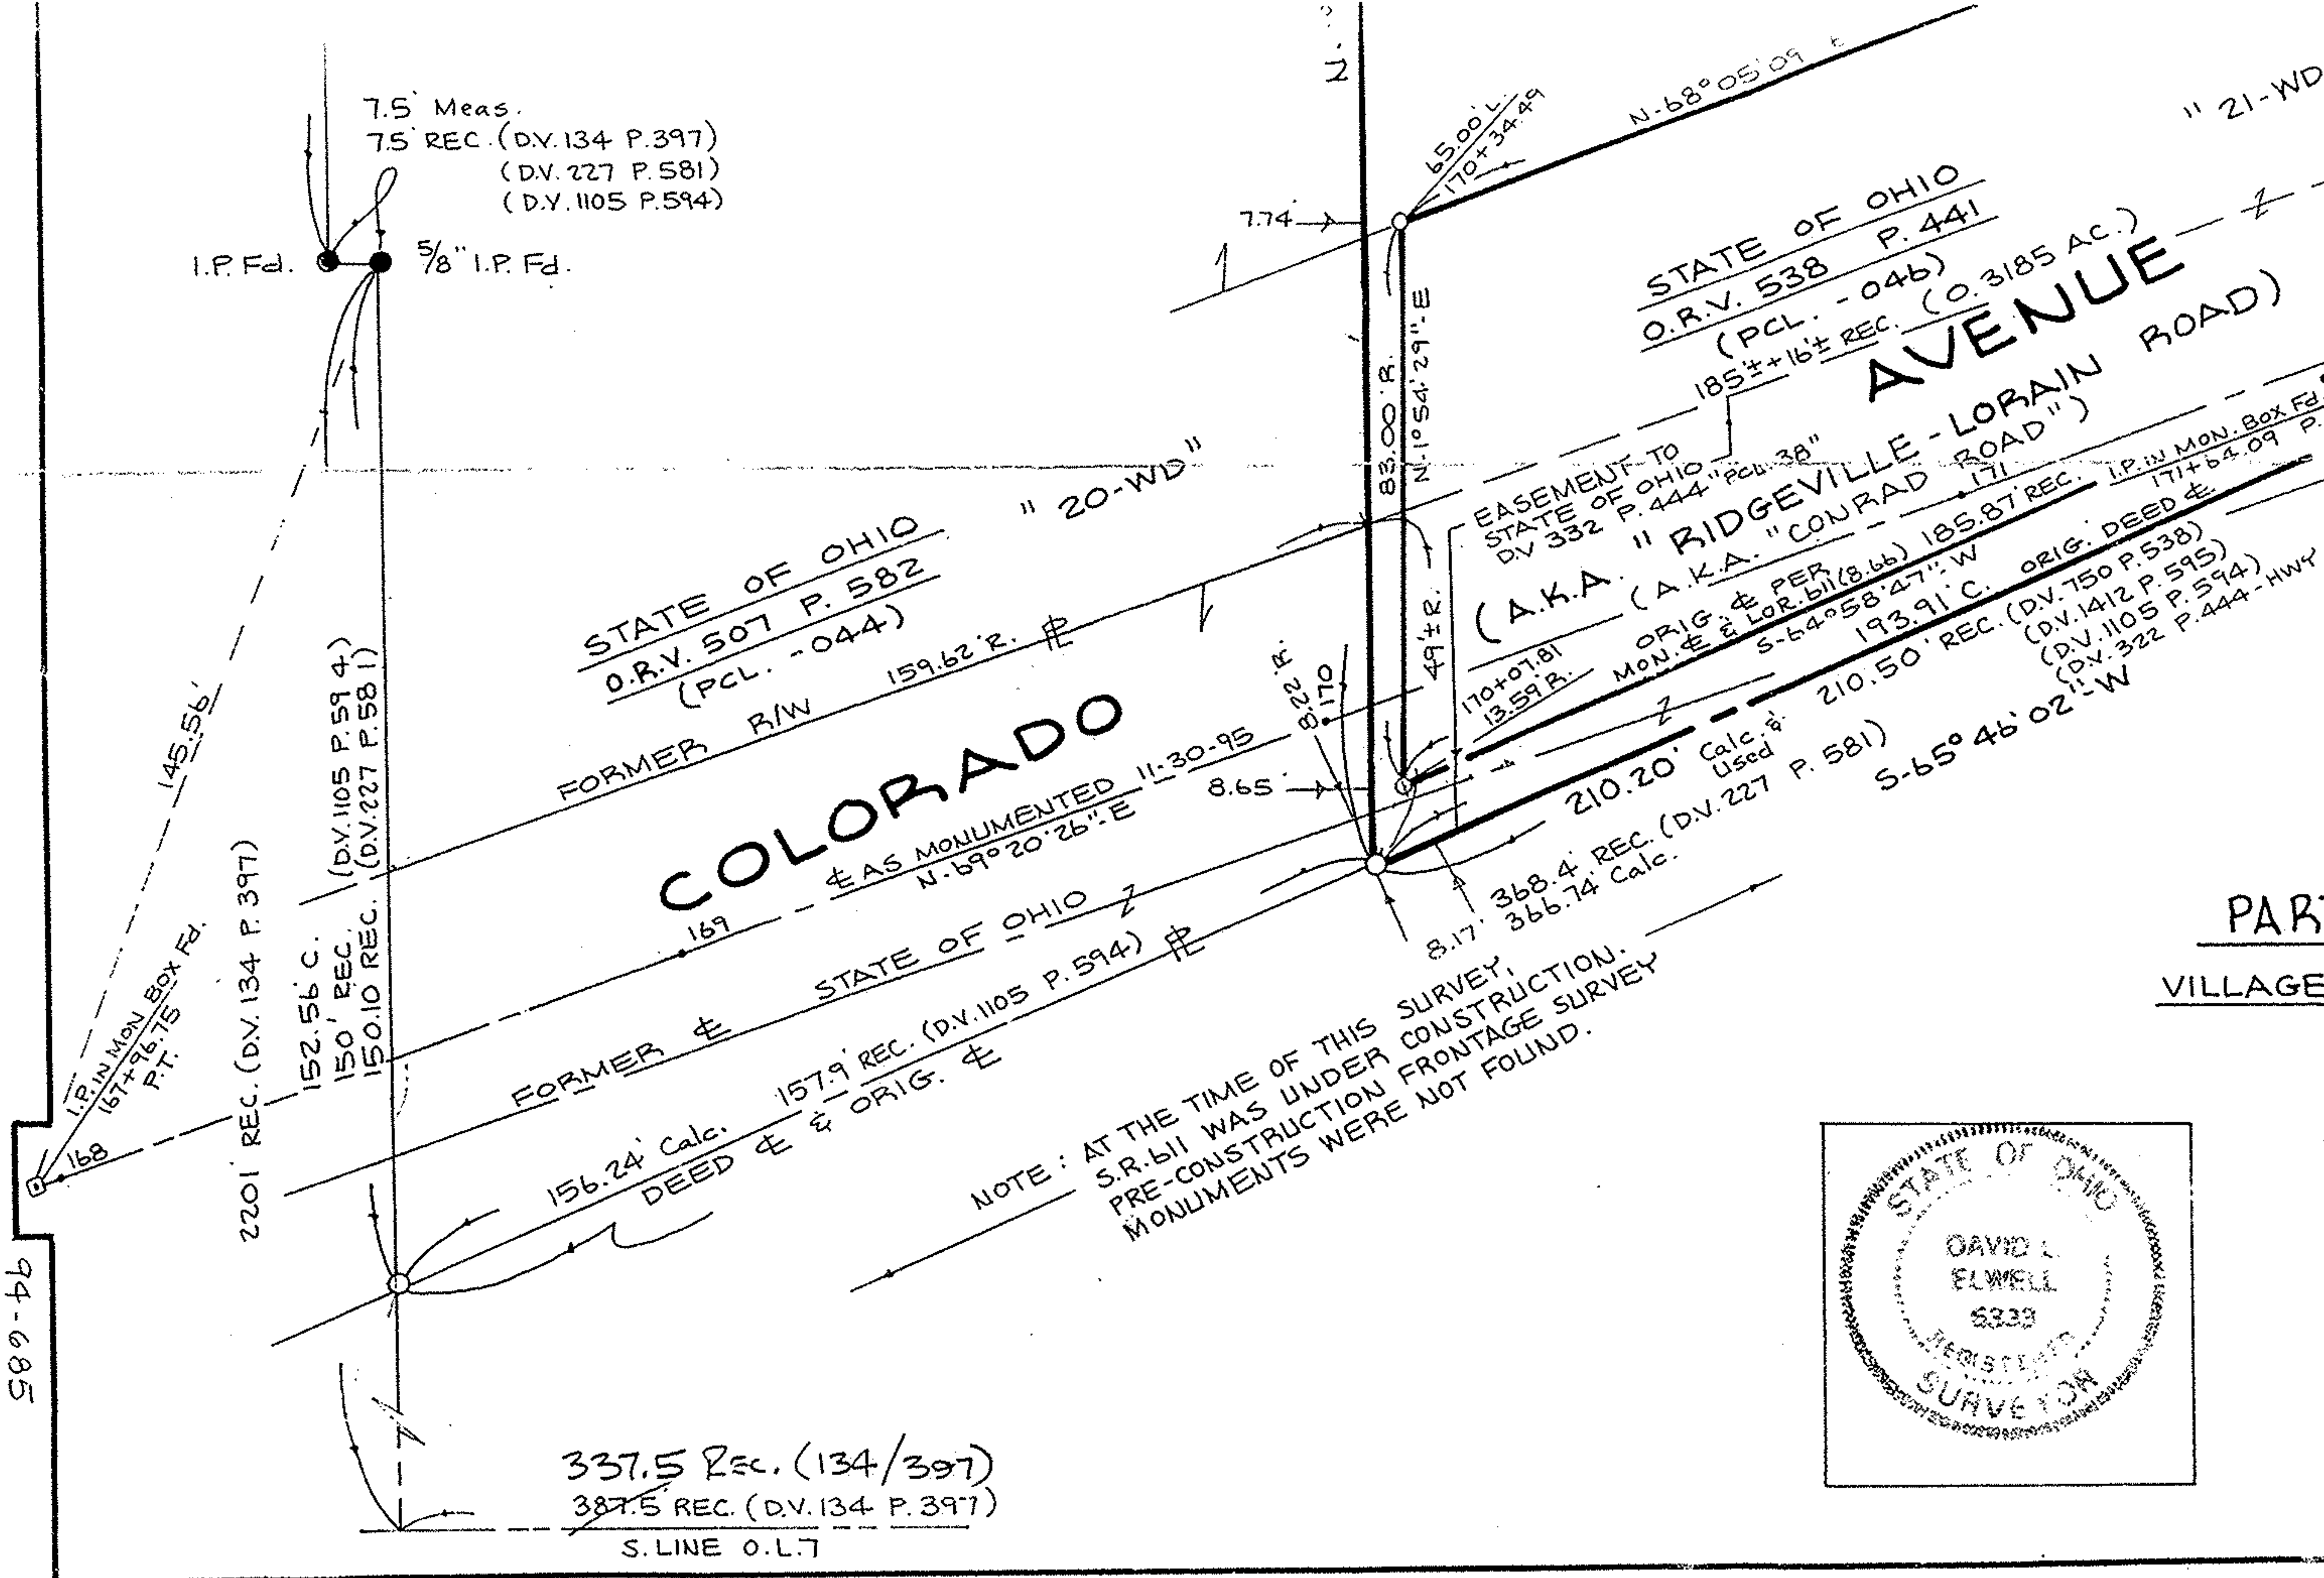 7.5' Meas.
7.5' REC. (D.V. 134 P. 397)
(D.V. 227 P. 581)
(D.V. 1105 P. 594)
I.P. Fd.
5/8" I.P. Fd.
145.56'
I.P. IN MON BOX Fd.
167+96.75
P.T.
168
2201' REC. (D.V. 134 P. 397)
152.56' C.
150' REC. (D.V. 1105 P. 594)
150.10 REC. (D.V. 227 P. 581)
94-685
"20-WD"
STATE OF OHIO
O.R.V. 507 P. 582
(PCL. -044)
FORMER R/W 159.62' R. ⅊
COLORADO
℄ AS MONUMENTED 11-30-95
N-69°20'26"-E
169
FORMER ℄ STATE OF OHIO Z
156.24' Calc. 157.9' REC. (D.V. 1105 P. 594) ⅊
DEED ℄ & ORIG. ℄
7.74'
65.00' L.
170+34.49
N-68°05'09 E
83.00' R.
N-1°54'29"-E
49'± R.
8.22' R.
170
8.65'
170+07.81
13.59' R.
"21-WD
STATE OF OHIO
O.R.V. 538 P. 441
(PCL. -046)
185'± + 16'± REC. (0.3185 AC.)
AVENUE
EASEMENT TO
STATE OF OHIO
D.V 332 P. 444 "PCL. 38"
(A.K.A. "RIDGEVILLE - LORAIN ROAD)
(A.K.A. "CONRAD ROAD")
171
ORIG. ℄ PER
MON. ℄ & LOR. 611 (8.66) 185.87' REC.
I.P. IN MON. BOX Fd.
171+64.09 P.
S-64°58'47"-W
193.91' C. ORIG. DEED ℄
210.20' Calc. & Used
210.50' REC. (D.V. 750 P. 538)
(D.V. 1412 P. 595)
(D.V. 1105 P. 594)
(D.V. 322 P. 444-HWY
S-65°46'02"-W
8.17'
368.4' REC. (D.V. 227 P. 581)
366.74' Calc.
NOTE: AT THE TIME OF THIS SURVEY,
S.R. 611 WAS UNDER CONSTRUCTION.
PRE-CONSTRUCTION FRONTAGE SURVEY
MONUMENTS WERE NOT FOUND.
PAR
VILLAGE
STATE OF OHIO
DAVID L.
ELWELL
6333
SURVEYOR
337.5 Rec. (134/397)
387.5' REC. (D.V. 134 P. 397)
S. LINE O.L. 7